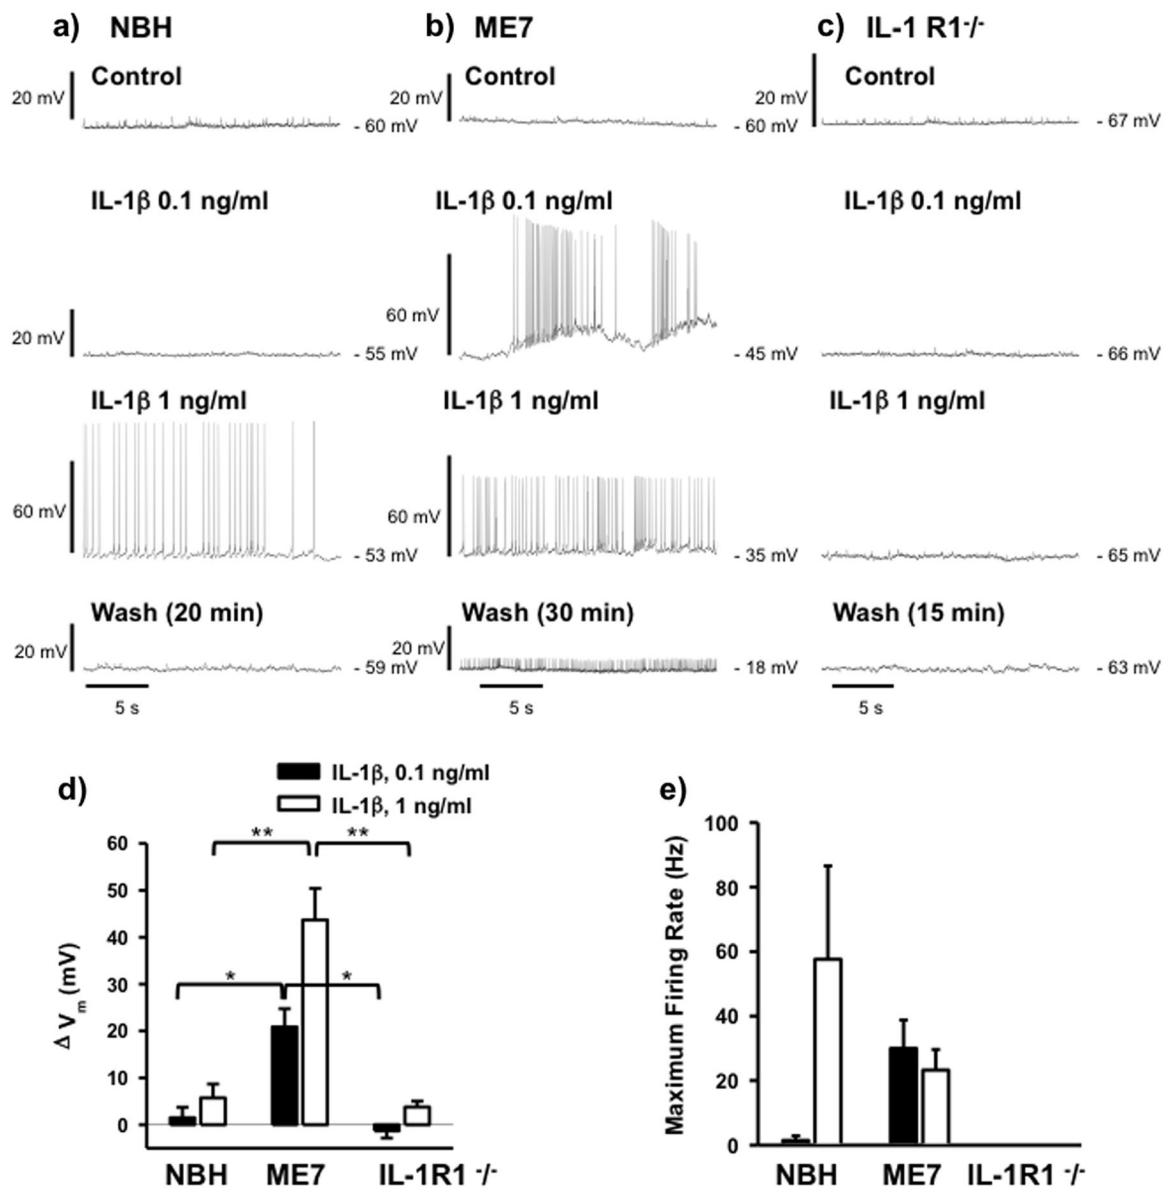 a) NBH
b) ME7
c) IL-1 R1-/-
Control
Control
Control
20 mV
- 60 mV
20 mV
- 60 mV
20 mV
- 67 mV
IL-1β 0.1 ng/ml
IL-1β 0.1 ng/ml
IL-1β 0.1 ng/ml
20 mV
- 55 mV
60 mV
- 45 mV
- 66 mV
IL-1β 1 ng/ml
IL-1β 1 ng/ml
IL-1β 1 ng/ml
60 mV
- 53 mV
60 mV
- 35 mV
- 65 mV
Wash (20 min)
Wash (30 min)
Wash (15 min)
20 mV
- 59 mV
20 mV
- 18 mV
- 63 mV
5 s
5 s
5 s
d)
IL-1β, 0.1 ng/ml
IL-1β, 1 ng/ml
** **
* *
60
50
40
30
20
10
0
Δ Vm (mV)
NBH ME7 IL-1R1 -/-
e)
100
80
60
40
20
0
Maximum Firing Rate (Hz)
NBH ME7 IL-1R1 -/-